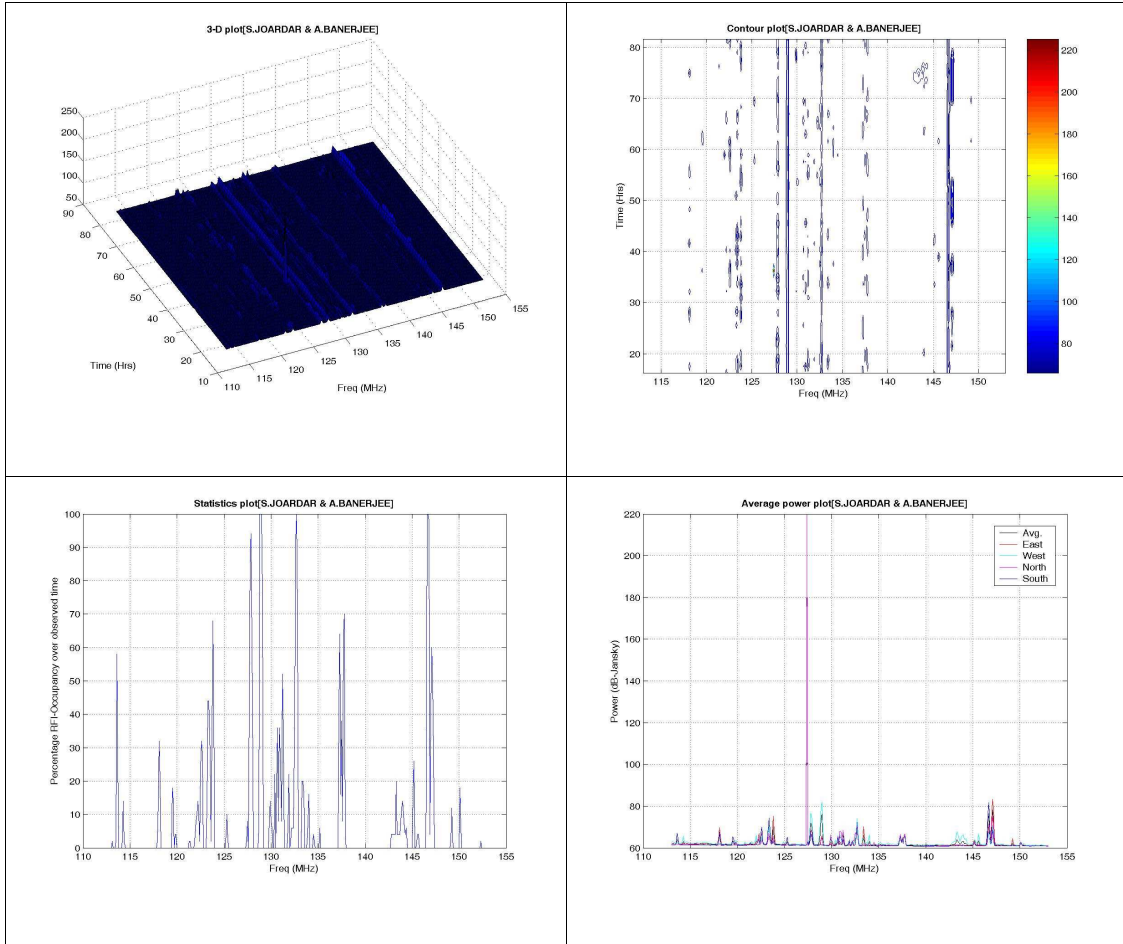 3-D plot[S.JOARDAR & A.BANERJEE]
250
200
150
100
50
90
80
70
60
50
40
30
20
10
Time (Hrs)
110
115
120
125
130
135
140
145
150
155
Freq (MHz)
Contour plot[S.JOARDAR & A.BANERJEE]
80
70
60
50
40
30
20
Time (Hrs)
115 120 125 130 135 140 145 150
Freq (MHz)
220
200
180
160
140
120
100
80
Statistics plot[S.JOARDAR & A.BANERJEE]
100
90
80
70
60
50
40
30
20
10
0
Percentage RFI-Occupancy over observed time
110 115 120 125 130 135 140 145 150 155
Freq (MHz)
Average power plot[S.JOARDAR & A.BANERJEE]
220
200
180
160
140
120
100
80
60
Power (dB-Jansky)
Avg.
East
West
North
South
110 115 120 125 130 135 140 145 150 155
Freq (MHz)